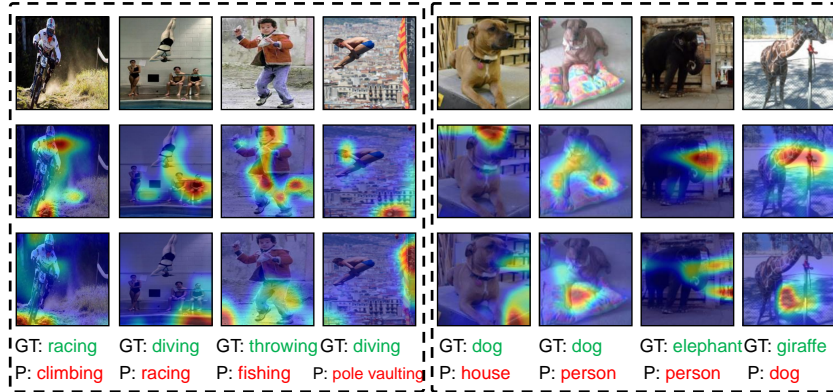 GT: racing GT: diving GT: throwing GT: diving GT: dog GT: dog GT: elephant GT: giraffe
P: climbing P: racing P: fishing P: pole vaulting P: house P: person P: person P: dog